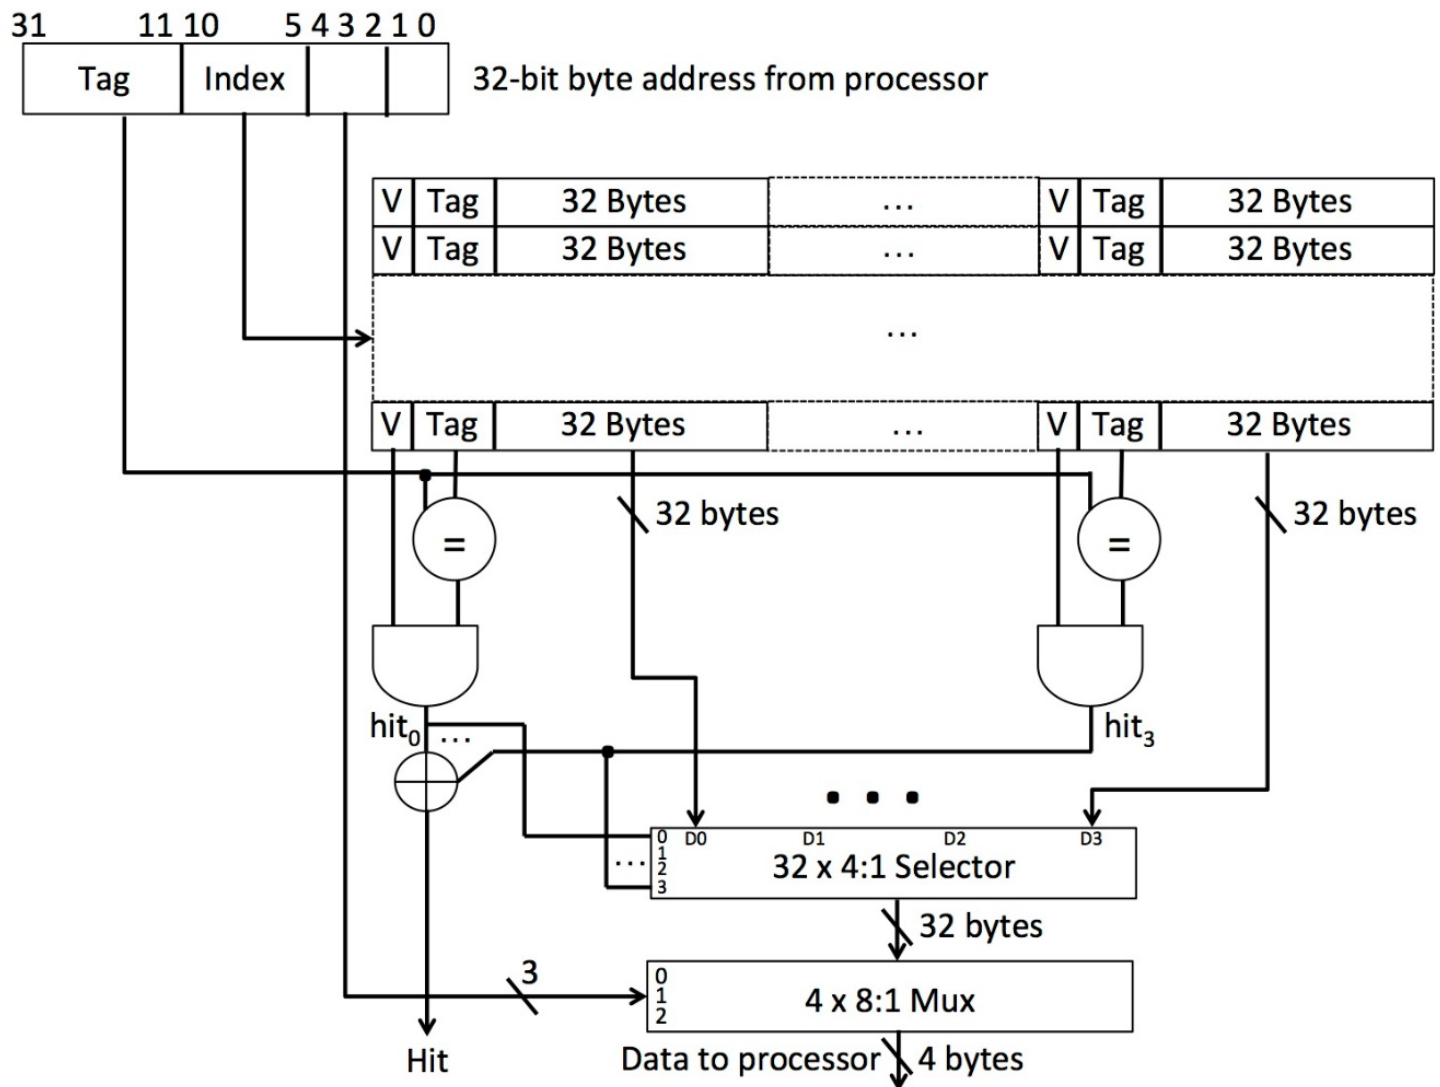 31 11 10 5 4 3 2 1 0
Tag Index 32-bit byte address from processor
V Tag 32 Bytes ... V Tag 32 Bytes
V Tag 32 Bytes ... V Tag 32 Bytes
...
V Tag 32 Bytes ... V Tag 32 Bytes
32 bytes 32 bytes
= =
hit0 ... hit3
...
0 D0 D1 D2 D3
1
... 2 32 x 4:1 Selector
3
32 bytes
3
0
1 4 x 8:1 Mux
2
Hit Data to processor 4 bytes